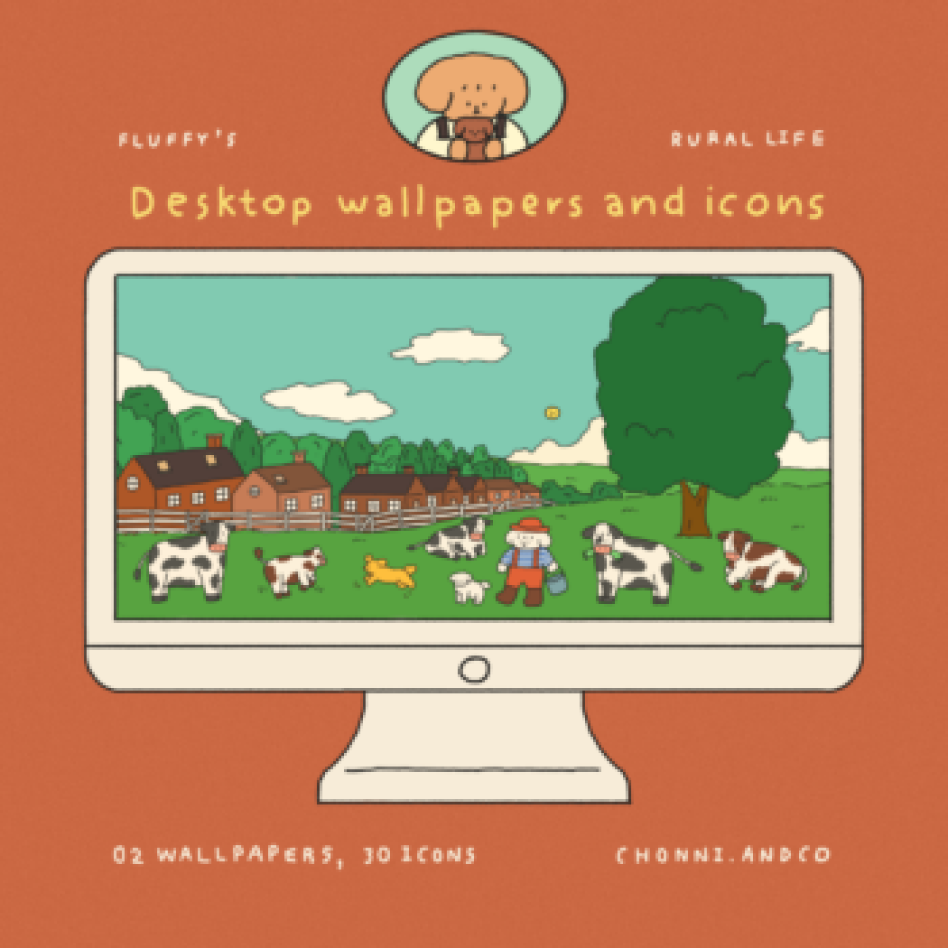 FLUFFY'S
RURAL LIFE
Desktop wallpapers and icons
02 WALLPAPERS, 30 ICONS
CHONNI.ANDCO